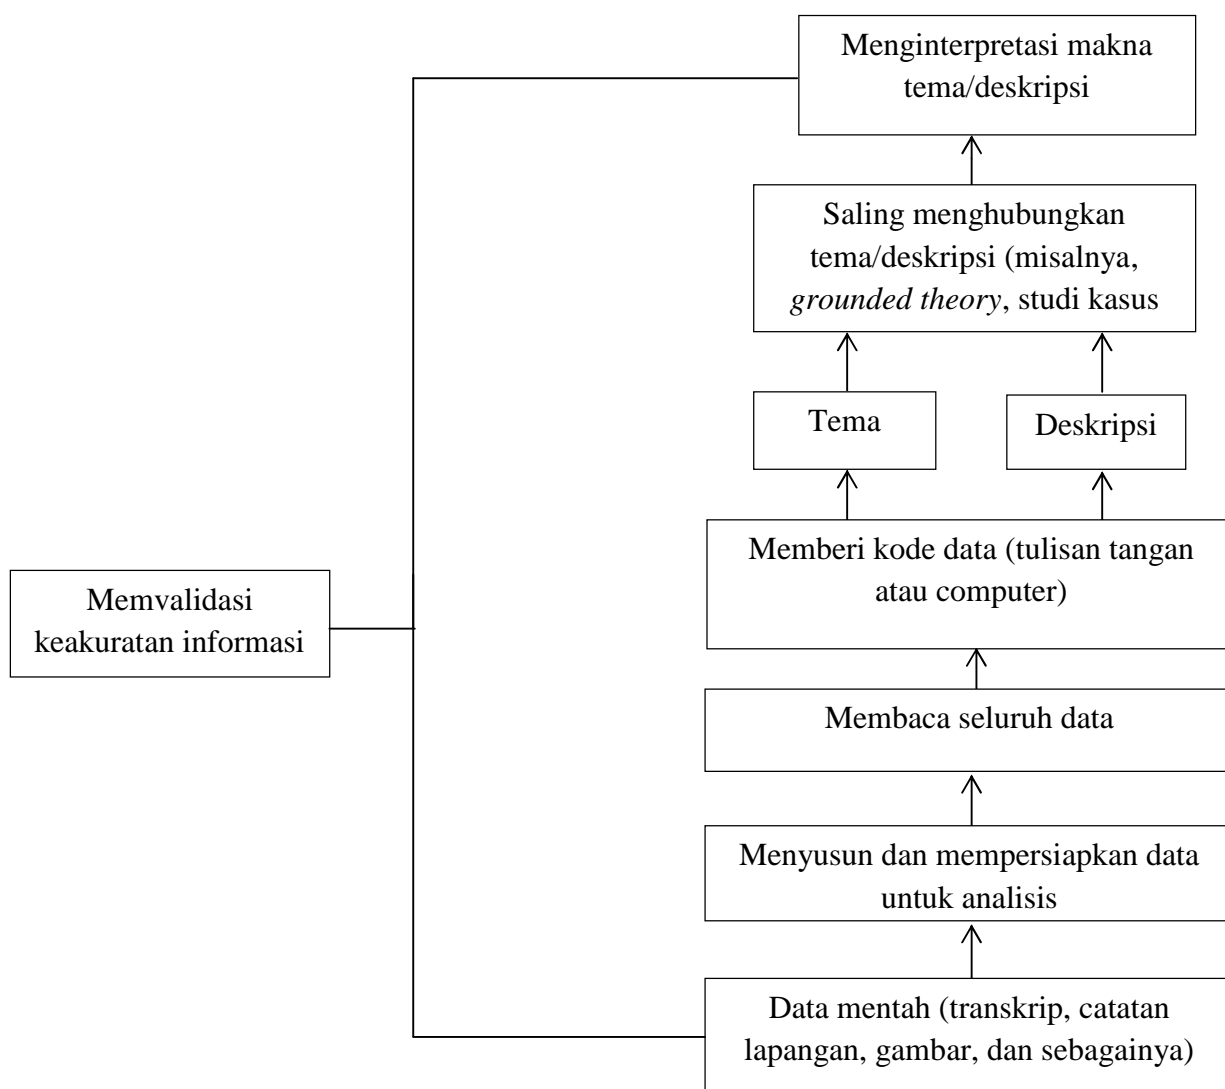 Menginterpretasi makna
tema/deskripsi
Saling menghubungkan
tema/deskripsi (misalnya,
grounded theory, studi kasus
Tema
Deskripsi
Memberi kode data (tulisan tangan
atau computer)
Memvalidasi
keakuratan informasi
Membaca seluruh data
Menyusun dan mempersiapkan data
untuk analisis
Data mentah (transkrip, catatan
lapangan, gambar, dan sebagainya)